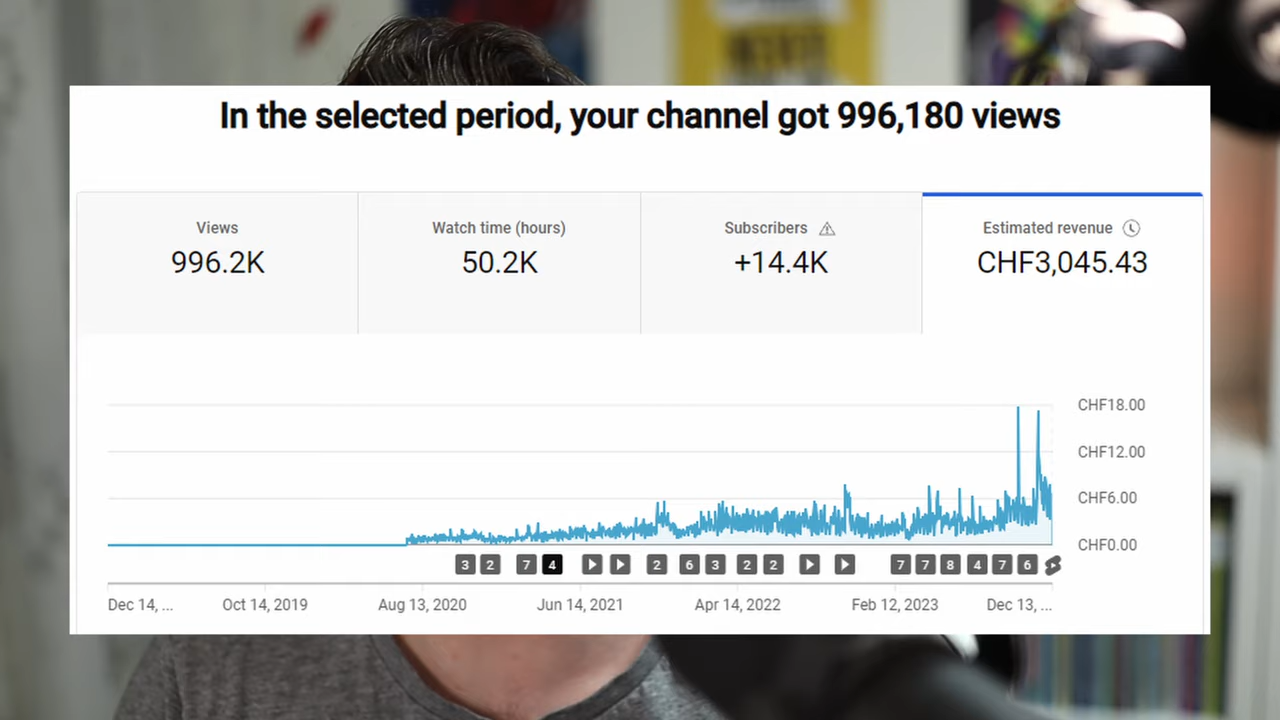 In the selected period, your channel got 996,180 views
Views
996.2K
Watch time (hours)
50.2K
Subscribers
+14.4K
Estimated revenue
CHF3,045.43
CHF18.00
CHF12.00
CHF6.00
CHF0.00
3 2 7 4 2 6 3 2 2 7 7 8 4 7 6
Dec 14, ... Oct 14, 2019 Aug 13, 2020 Jun 14, 2021 Apr 14, 2022 Feb 12, 2023 Dec 13, ...